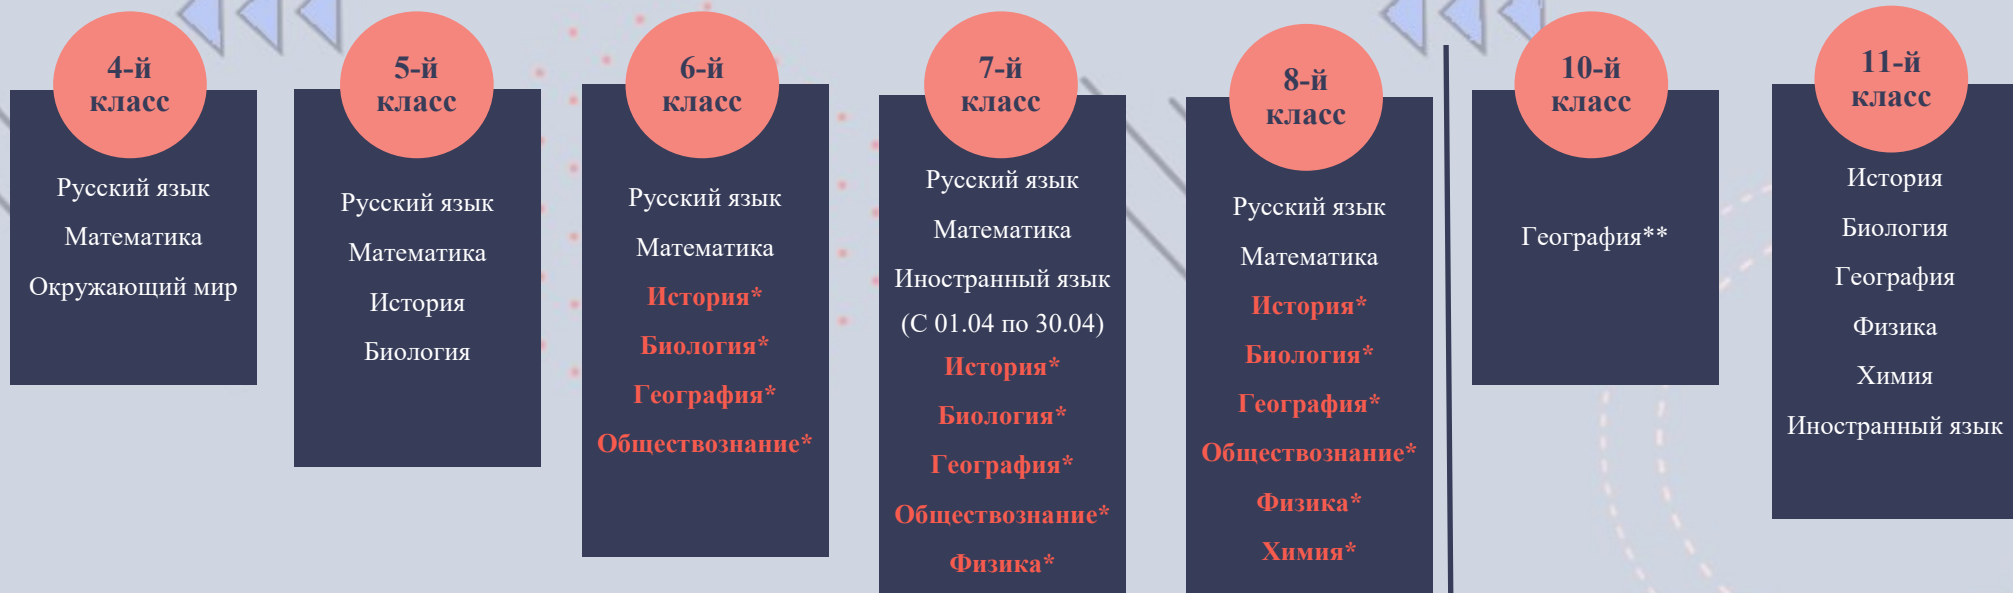 4-й
класс
Русский язык
Математика
Окружающий мир
5-й
класс
Русский язык
Математика
История
Биология
6-й
класс
Русский язык
Математика
История*
Биология*
География*
Обществознание*
7-й
класс
Русский язык
Математика
Иностранный язык
(С 01.04 по 30.04)
История*
Биология*
География*
Обществознание*
Физика*
8-й
класс
Русский язык
Математика
История*
Биология*
География*
Обществознание*
Физика*
Химия*
10-й
класс
География**
11-й
класс
История
Биология
География
Физика
Химия
Иностранный язык